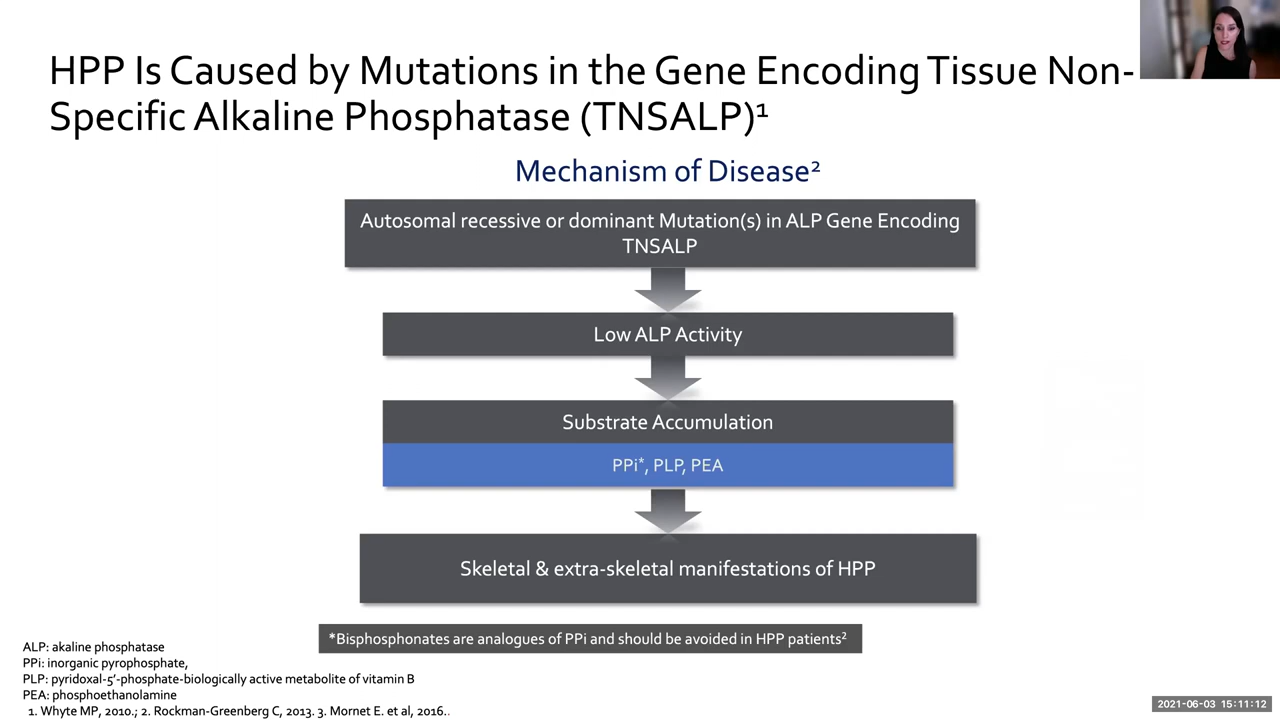 HPP Is Caused by Mutations in the Gene Encoding Tissue Non-
Specific Alkaline Phosphatase (TNSALP)¹
Mechanism of Disease²
Autosomal recessive or dominant Mutation(s) in ALP Gene Encoding
TNSALP
Low ALP Activity
Substrate Accumulation
PPi*, PLP, PEA
Skeletal & extra-skeletal manifestations of HPP
*Bisphosphonates are analogues of PPi and should be avoided in HPP patients²
ALP: akaline phosphatase
PPi: inorganic pyrophosphate,
PLP: pyridoxal-5’-phosphate-biologically active metabolite of vitamin B
PEA: phosphoethanolamine
1. Whyte MP, 2010.; 2. Rockman-Greenberg C, 2013. 3. Mornet E. et al, 2016..
2021-06-03 15:11:12